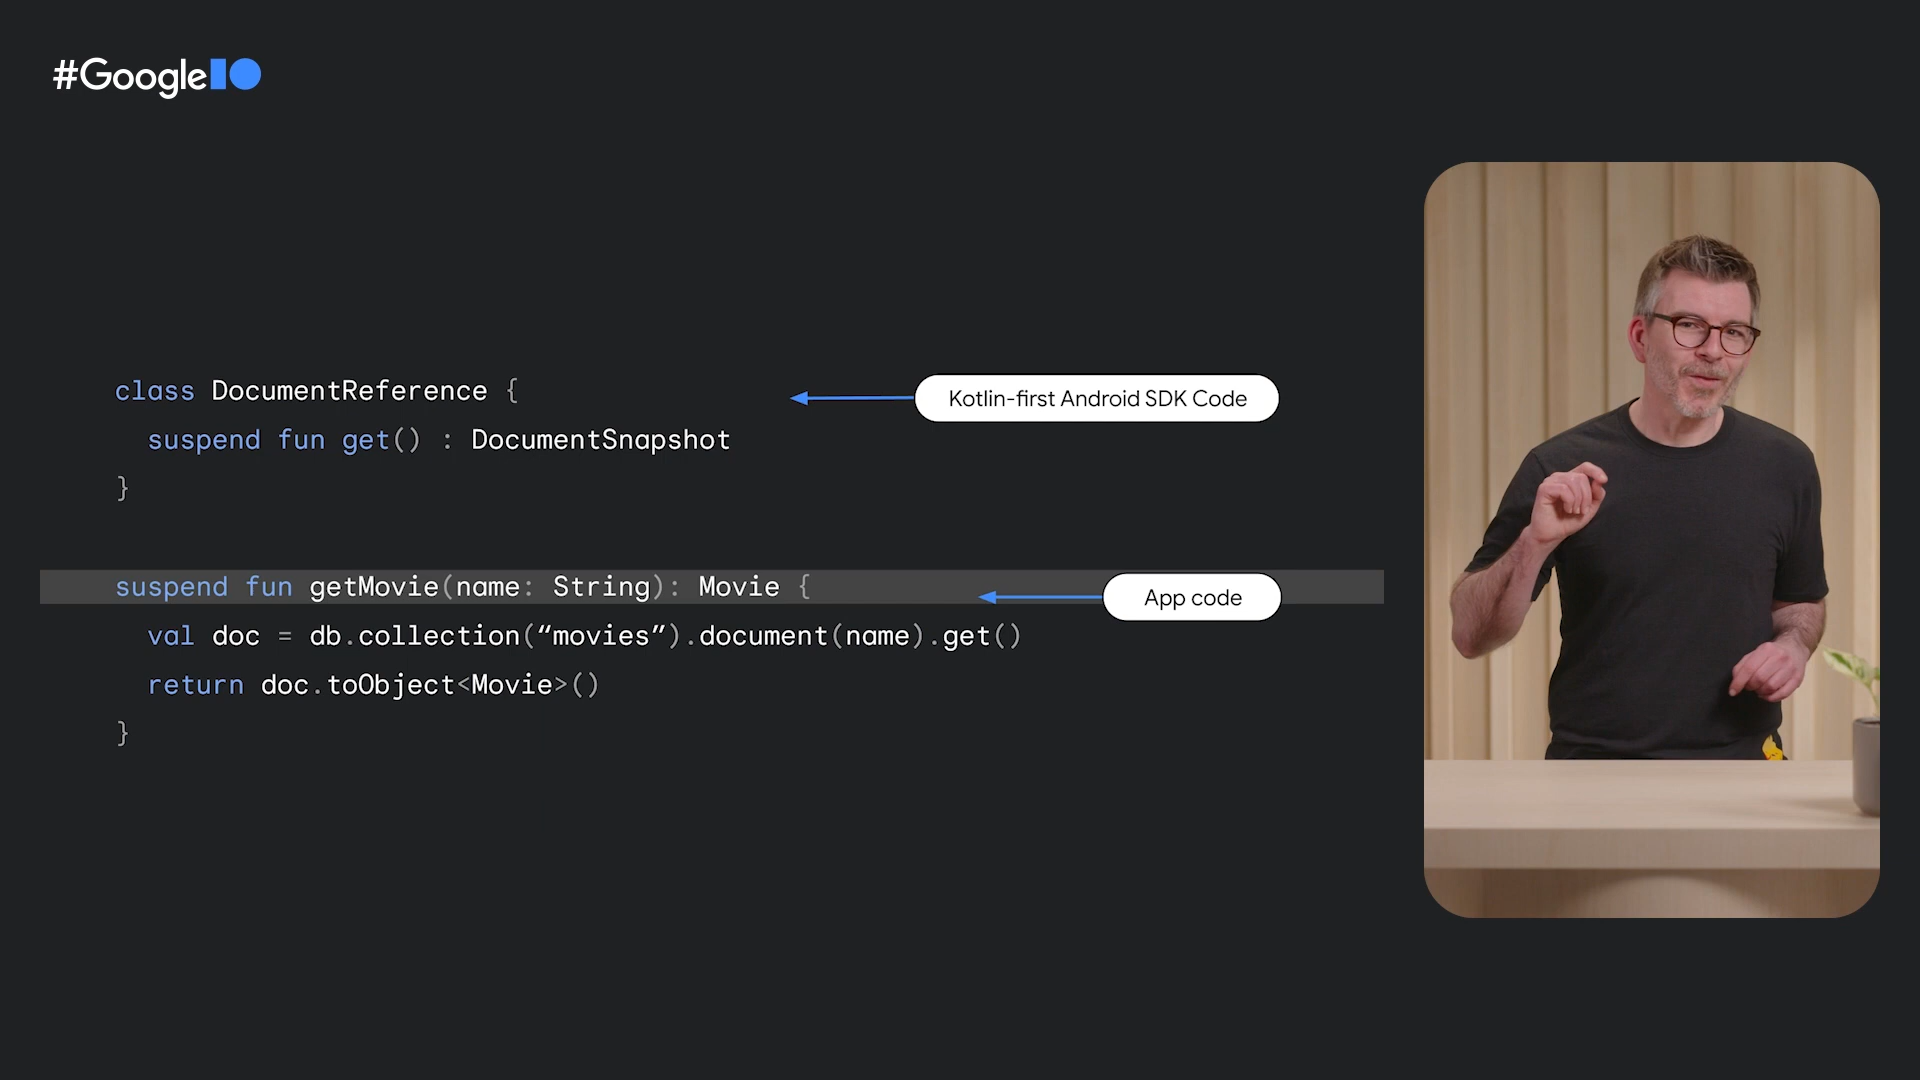 #GoogleIO
class DocumentReference {
Kotlin-first Android SDK Code
suspend fun get() : DocumentSnapshot
}
suspend fun getMovie(name: String): Movie {
App code
val doc = db.collection(“movies”).document(name).get()
return doc.toObject<Movie>()
}